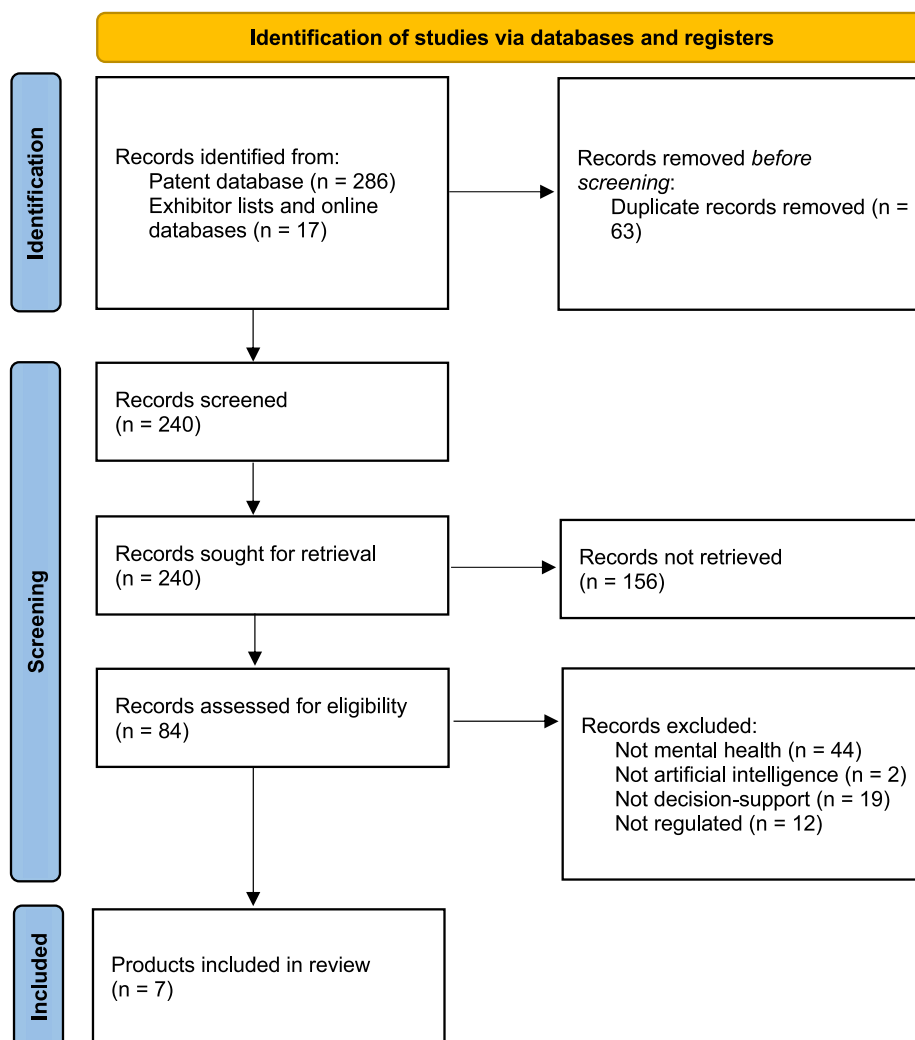 Identification of studies via databases and registers
Identification
Records identified from:
Patent database (n = 286)
Exhibitor lists and online
databases (n = 17)
Records removed before
screening:
Duplicate records removed (n =
63)
Screening
Records screened
(n = 240)
Records sought for retrieval
(n = 240)
Records not retrieved
(n = 156)
Records assessed for eligibility
(n = 84)
Records excluded:
Not mental health (n = 44)
Not artificial intelligence (n = 2)
Not decision-support (n = 19)
Not regulated (n = 12)
Included
Products included in review
(n = 7)